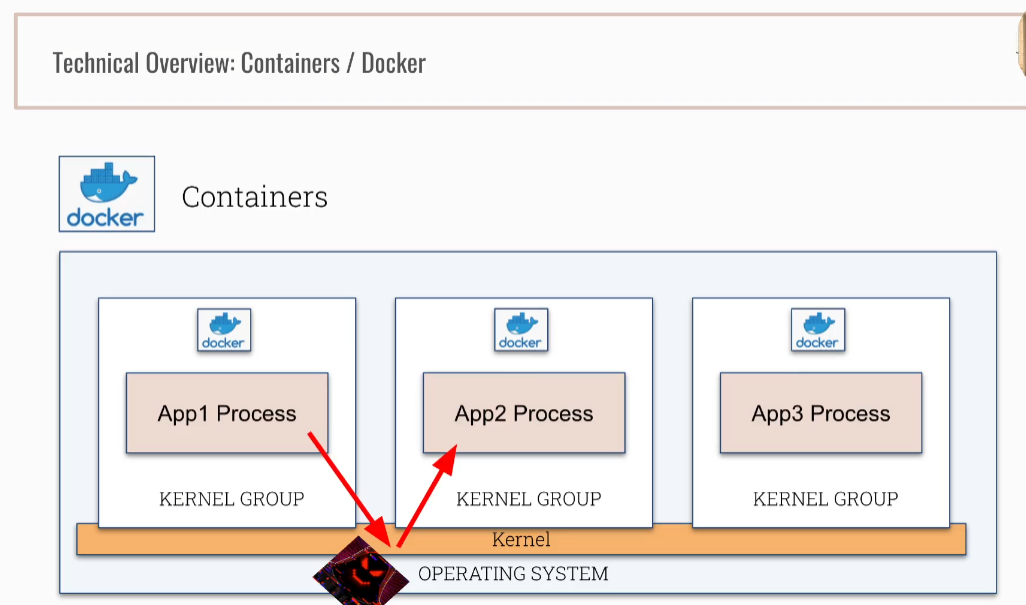 Technical Overview: Containers / Docker
docker
Containers
docker
docker
docker
App1 Process
App2 Process
App3 Process
KERNEL GROUP
KERNEL GROUP
KERNEL GROUP
Kernel
OPERATING SYSTEM